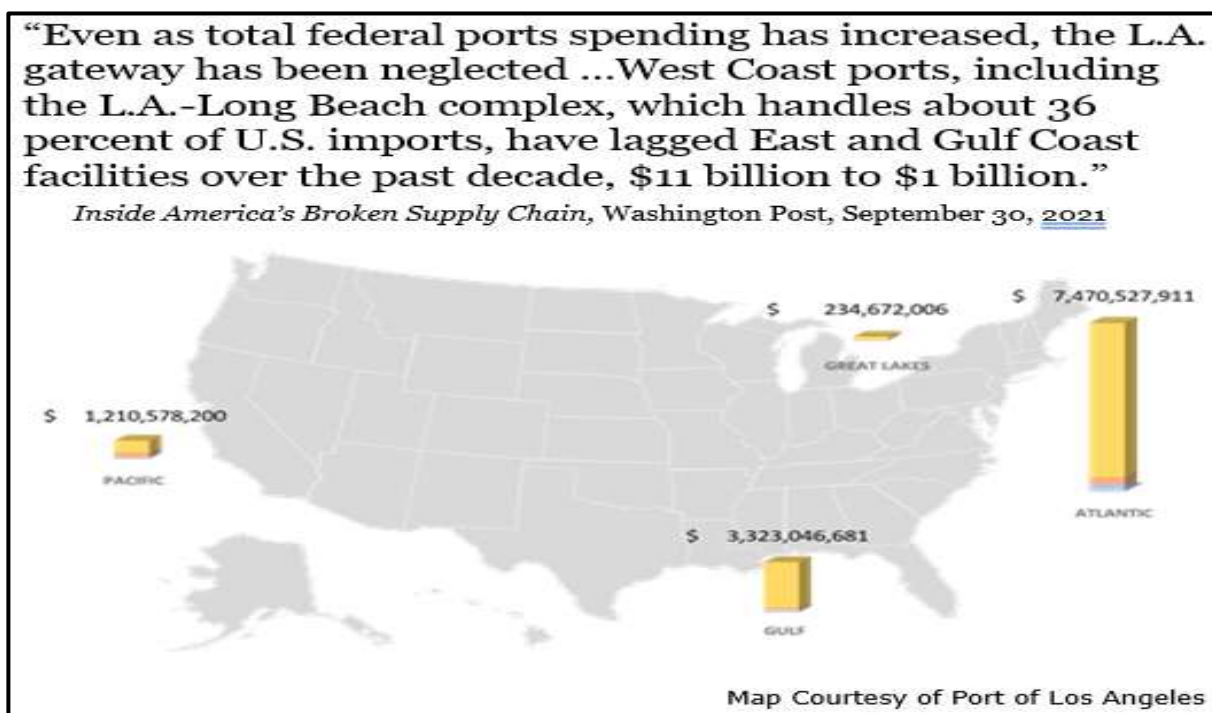 “Even as total federal ports spending has increased, the L.A.
gateway has been neglected ...West Coast ports, including
the L.A.-Long Beach complex, which handles about 36
percent of U.S. imports, have lagged East and Gulf Coast
facilities over the past decade, $11 billion to $1 billion.”
Inside America’s Broken Supply Chain, Washington Post, September 30, 2021
$ 234,672,006
$ 7,470,527,911
GREAT LAKES
$ 1,210,578,200
PACIFIC
ATLANTIC
$ 3,323,046,681
GULF
Map Courtesy of Port of Los Angeles